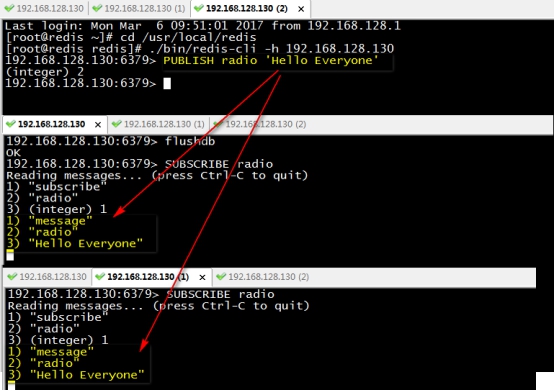 192.168.128.130 192.168.128.130 (1) 192.168.128.130 (2) ×
Last login: Mon Mar  6 09:51:01 2017 from 192.168.128.1
[root@redis ~]# cd /usr/local/redis
[root@redis redis]# ./bin/redis-cli -h 192.168.128.130
192.168.128.130:6379> PUBLISH radio 'Hello Everyone'
(integer) 2
192.168.128.130:6379>
192.168.128.130 × 192.168.128.130 (1) 192.168.128.130 (2)
192.168.128.130:6379> flushdb
OK
192.168.128.130:6379> SUBSCRIBE radio
Reading messages... (press Ctrl-C to quit)
1) "subscribe"
2) "radio"
3) (integer) 1
1) "message"
2) "radio"
3) "Hello Everyone"
192.168.128.130 192.168.128.130 (1) × 192.168.128.130 (2)
192.168.128.130:6379> SUBSCRIBE radio
Reading messages... (press Ctrl-C to quit)
1) "subscribe"
2) "radio"
3) (integer) 1
1) "message"
2) "radio"
3) "Hello Everyone"